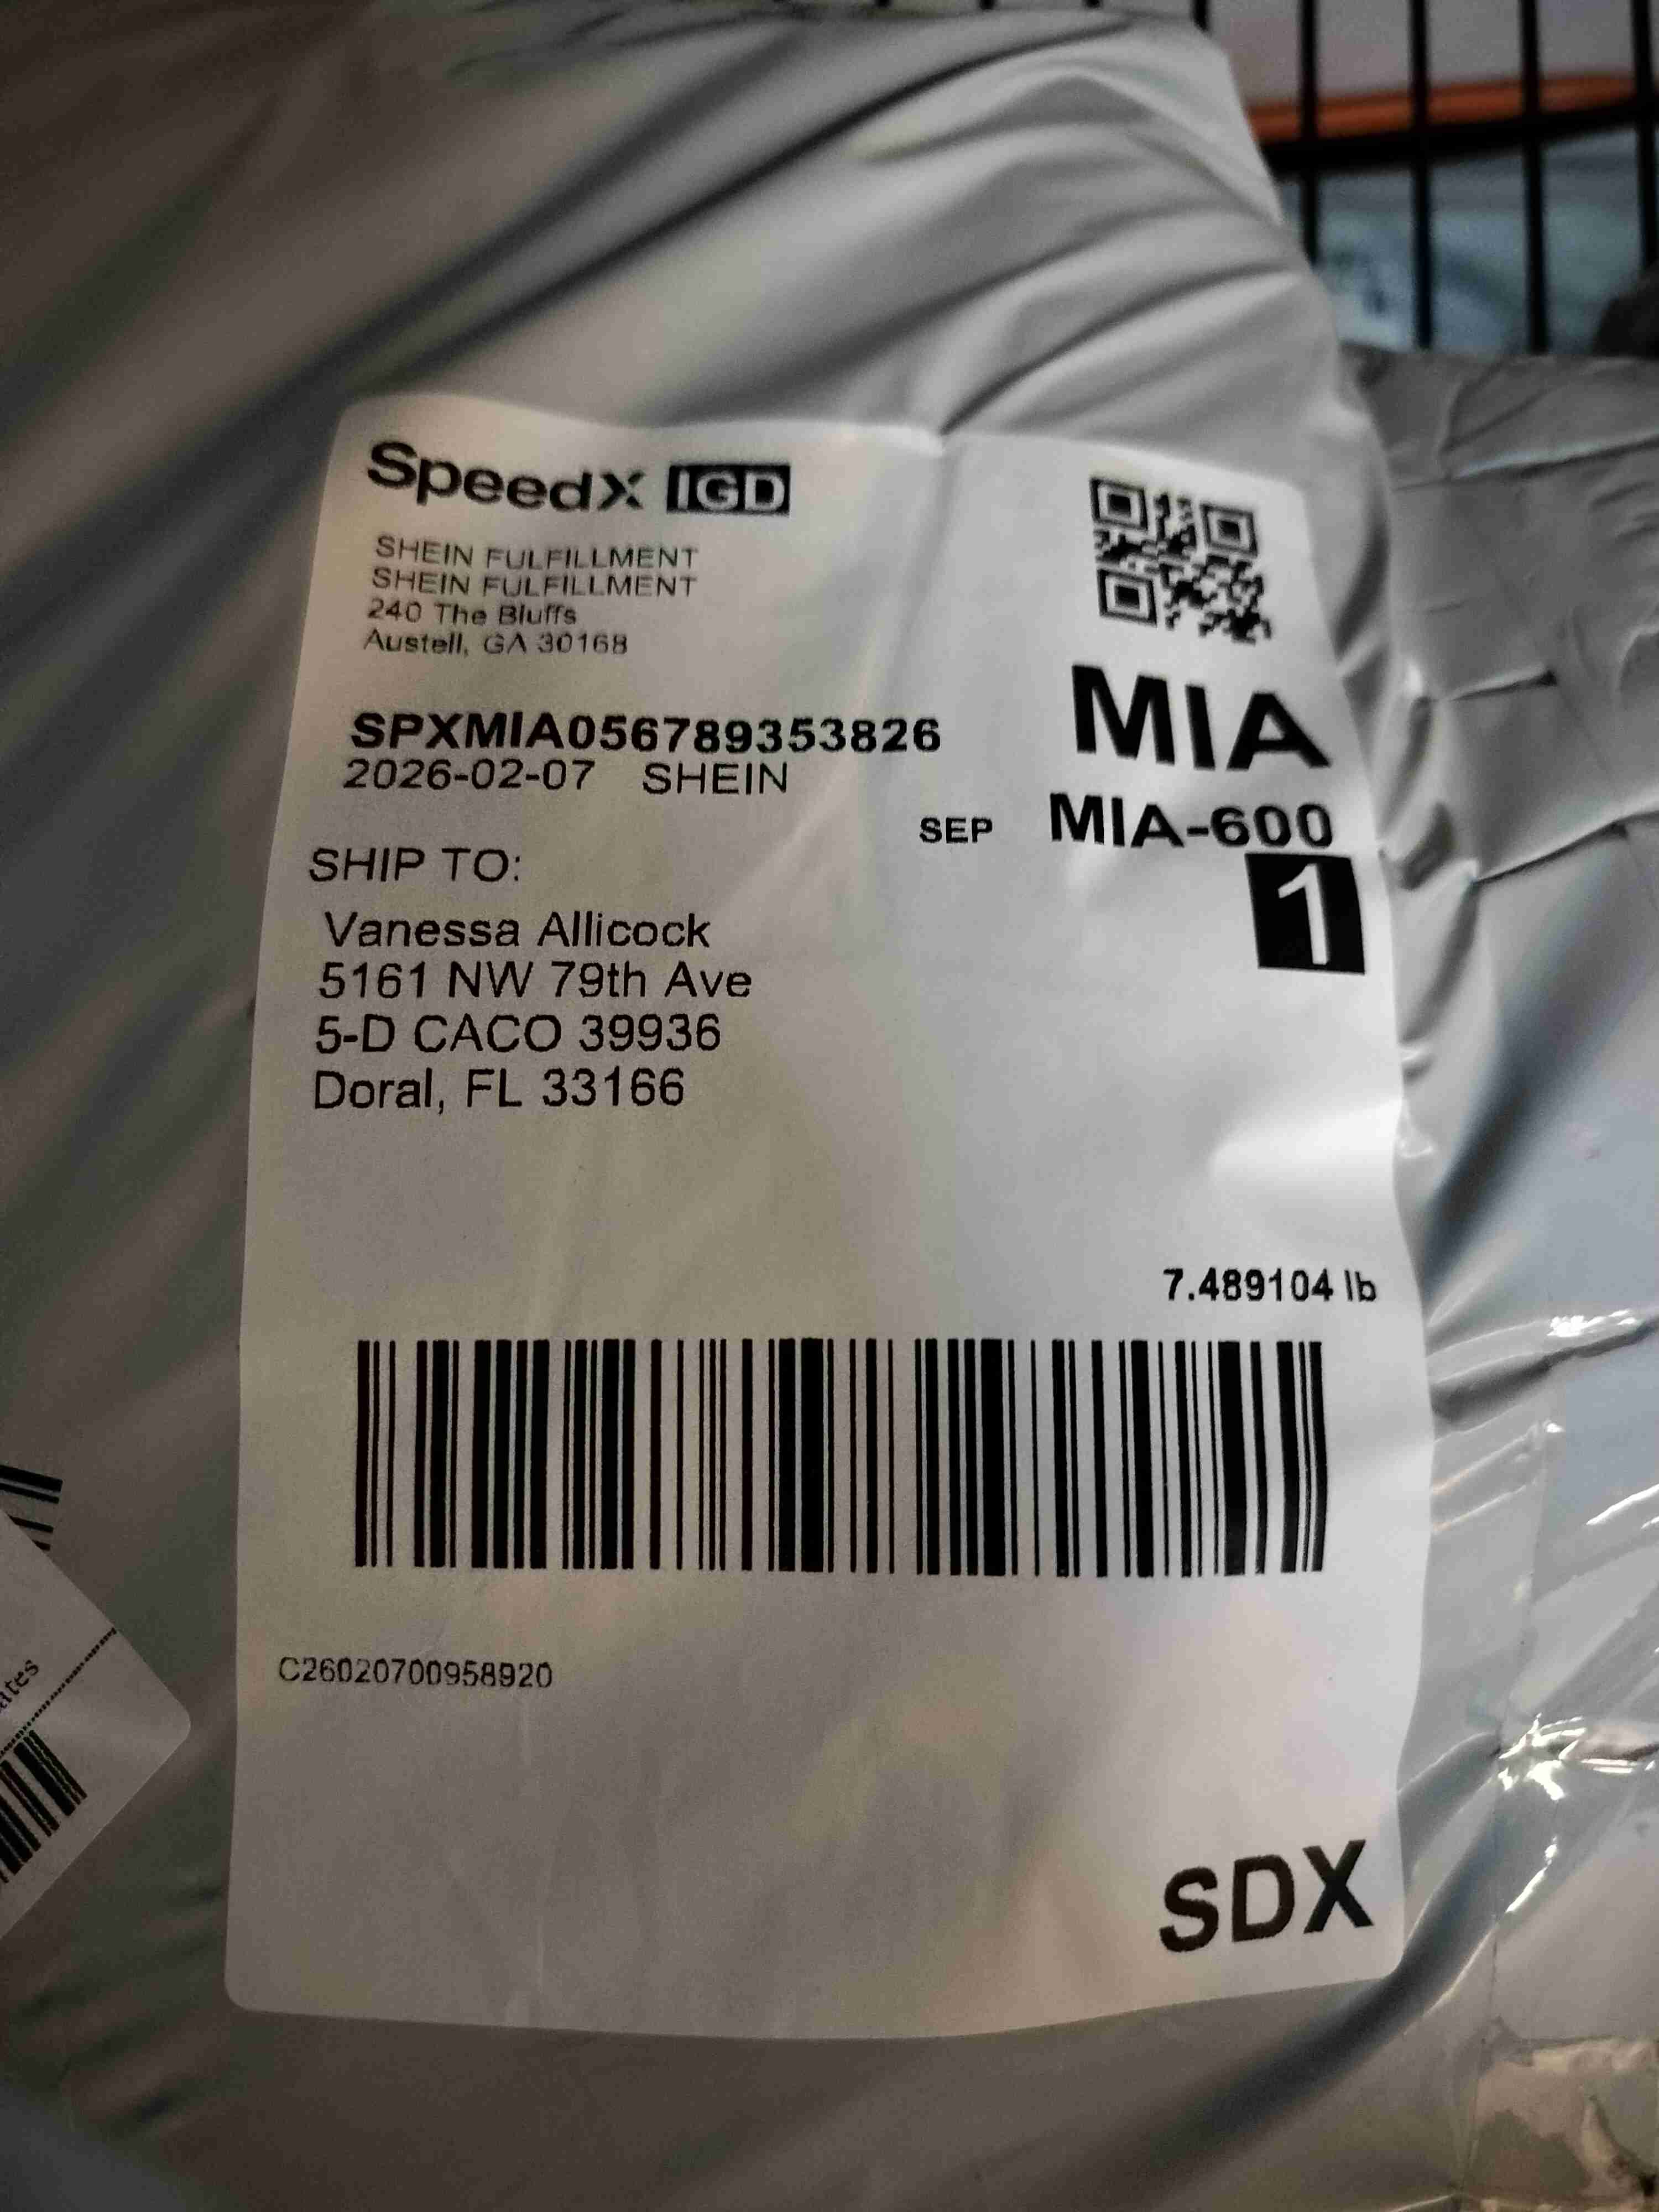 SpeedX IGD
SHEIN FULFILLMENT
SHEIN FULFILLMENT
240 The Bluffs
Austell, GA 30168
SPXMIA056789353826
2026-02-07 SHEIN
MIA
SEP MIA-600
1
SHIP TO:
Vanessa Allicock
5161 NW 79th Ave
5-D CACO 39936
Doral, FL 33166
7.489104 lb
C26020700958920
SDX